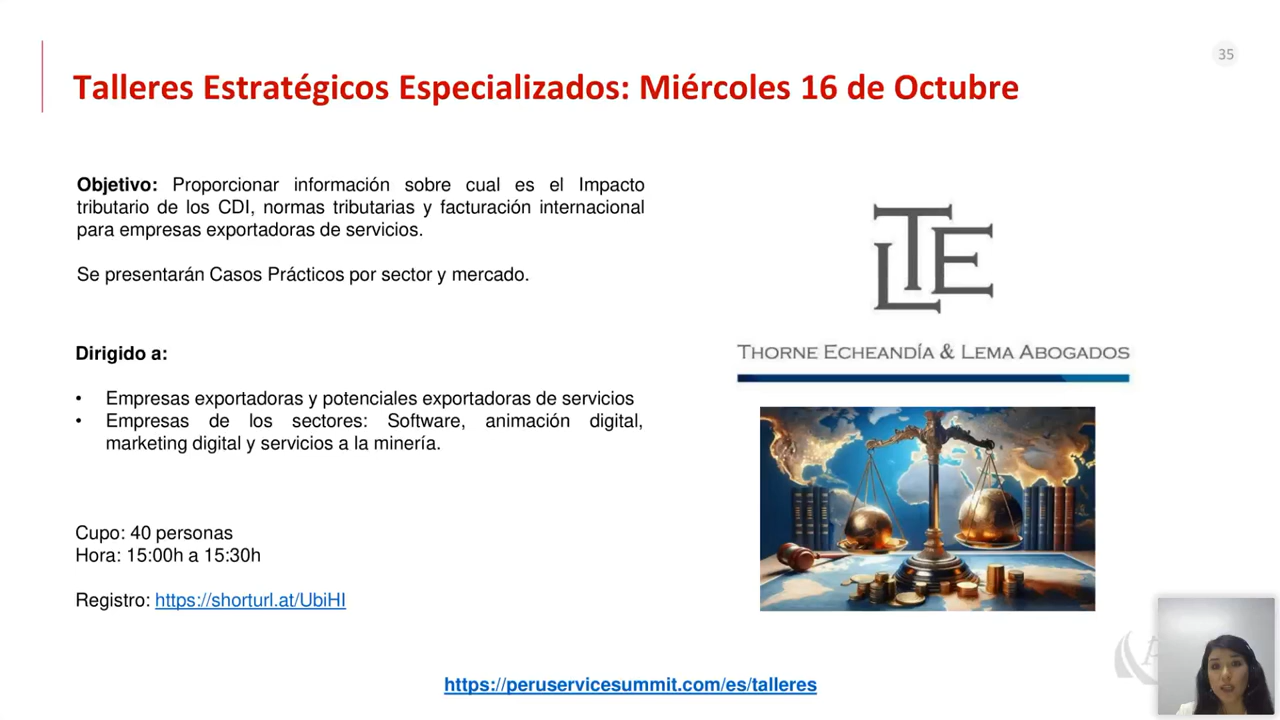 35
Talleres Estratégicos Especializados: Miércoles 16 de Octubre
Objetivo: Proporcionar información sobre cual es el Impacto
tributario de los CDI, normas tributarias y facturación internacional
para empresas exportadoras de servicios.
Se presentarán Casos Prácticos por sector y mercado.
Dirigido a:
• Empresas exportadoras y potenciales exportadoras de servicios
• Empresas de los sectores: Software, animación digital,
marketing digital y servicios a la minería.
Cupo: 40 personas
Hora: 15:00h a 15:30h
Registro: https://shorturl.at/UbiHI
LTE
THORNE ECHEANDÍA & LEMA ABOGADOS
https://peruservicesummit.com/es/talleres